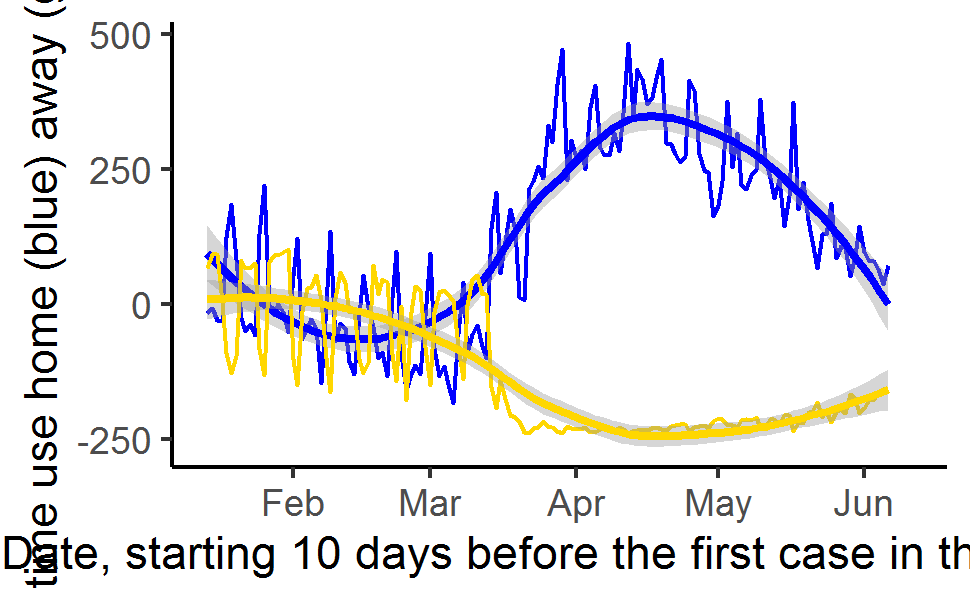 time use home (blue) away (
500
250
0
-250
Feb Mar Apr May Jun
Date, starting 10 days before the first case in th